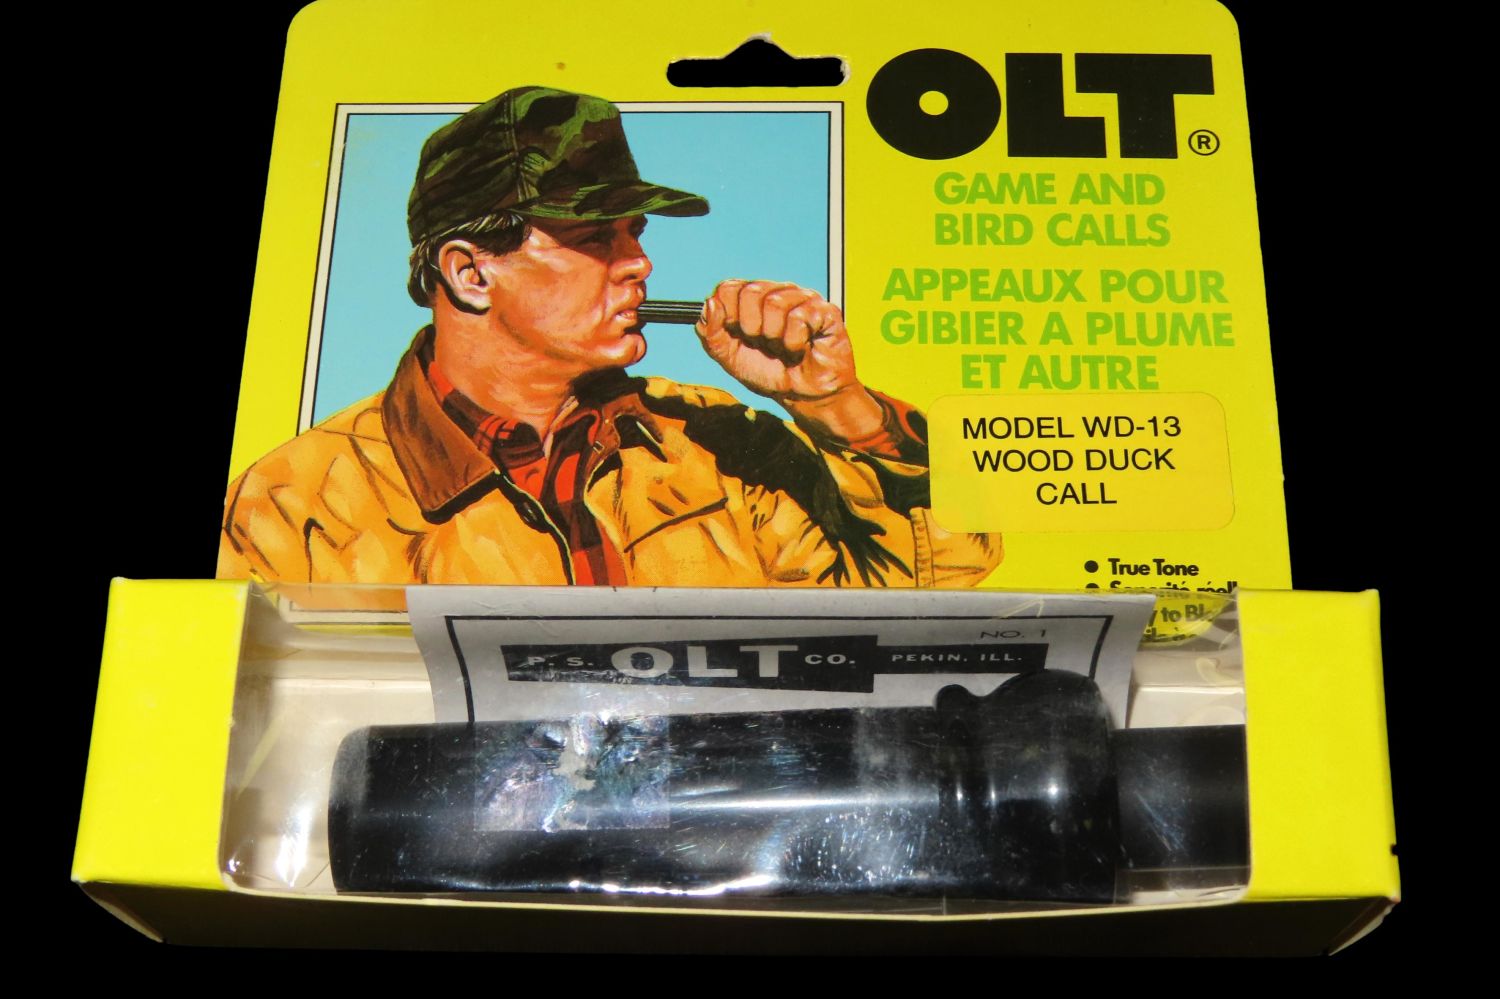 OLT®
GAME AND
BIRD CALLS
APPEAUX POUR
GIBIER A PLUME
ET AUTRE
MODEL WD-13
WOOD DUCK
CALL
● True Tone
●
to
NO. 1
P. S. OLT CO. PEKIN, ILL.